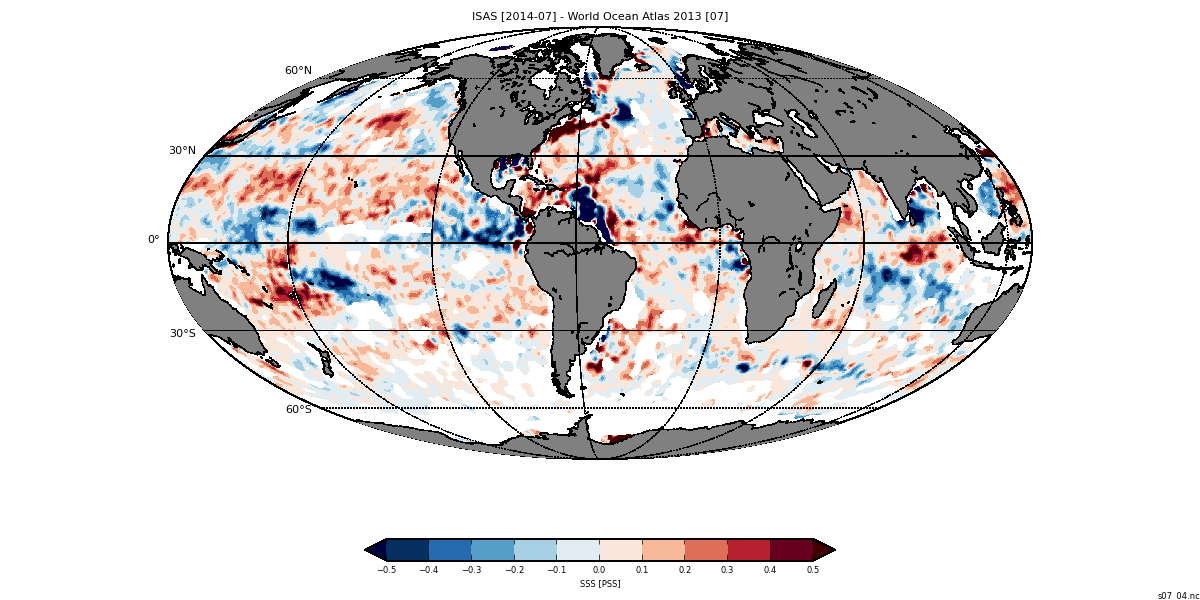 ISAS [2014-07] - World Ocean Atlas 2013 [07]
60°N
30°N
0°
30°S
60°S
−0.5 −0.4 −0.3 −0.2 −0.1 0.0 0.1 0.2 0.3 0.4 0.5
SSS [PSS]
s07_04.nc